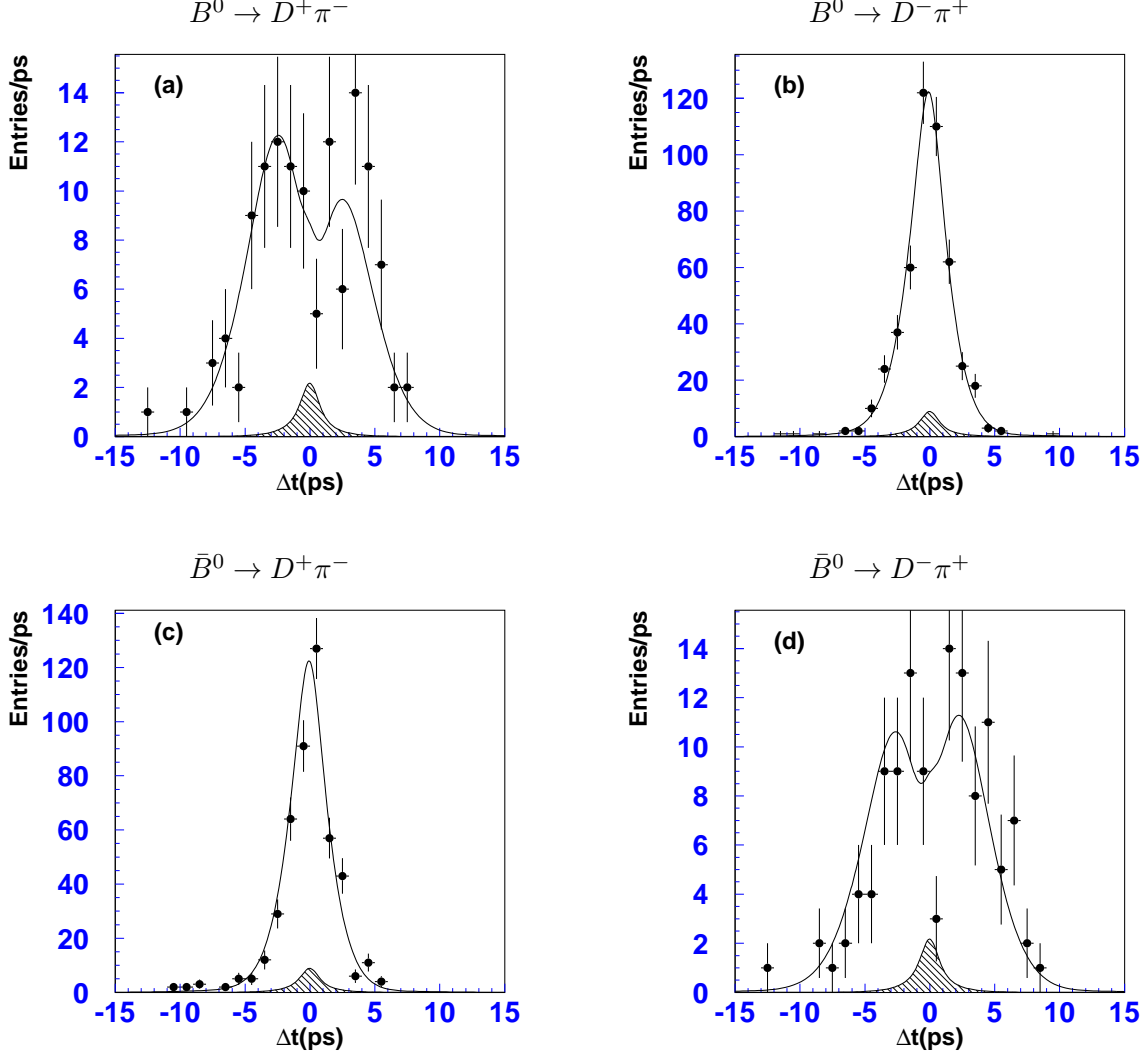 B⁰ → D⁺π⁻
B⁰ → D⁻π⁺
Entries/ps
(a)
14
12
10
8
6
4
2
0
-15 -10 -5 0 5 10 15
Δt(ps)
Entries/ps
(b)
120
100
80
60
40
20
0
-15 -10 -5 0 5 10 15
Δt(ps)
B̄⁰ → D⁺π⁻
B̄⁰ → D⁻π⁺
Entries/ps
(c)
140
120
100
80
60
40
20
0
-15 -10 -5 0 5 10 15
Δt(ps)
Entries/ps
(d)
14
12
10
8
6
4
2
0
-15 -10 -5 0 5 10 15
Δt(ps)